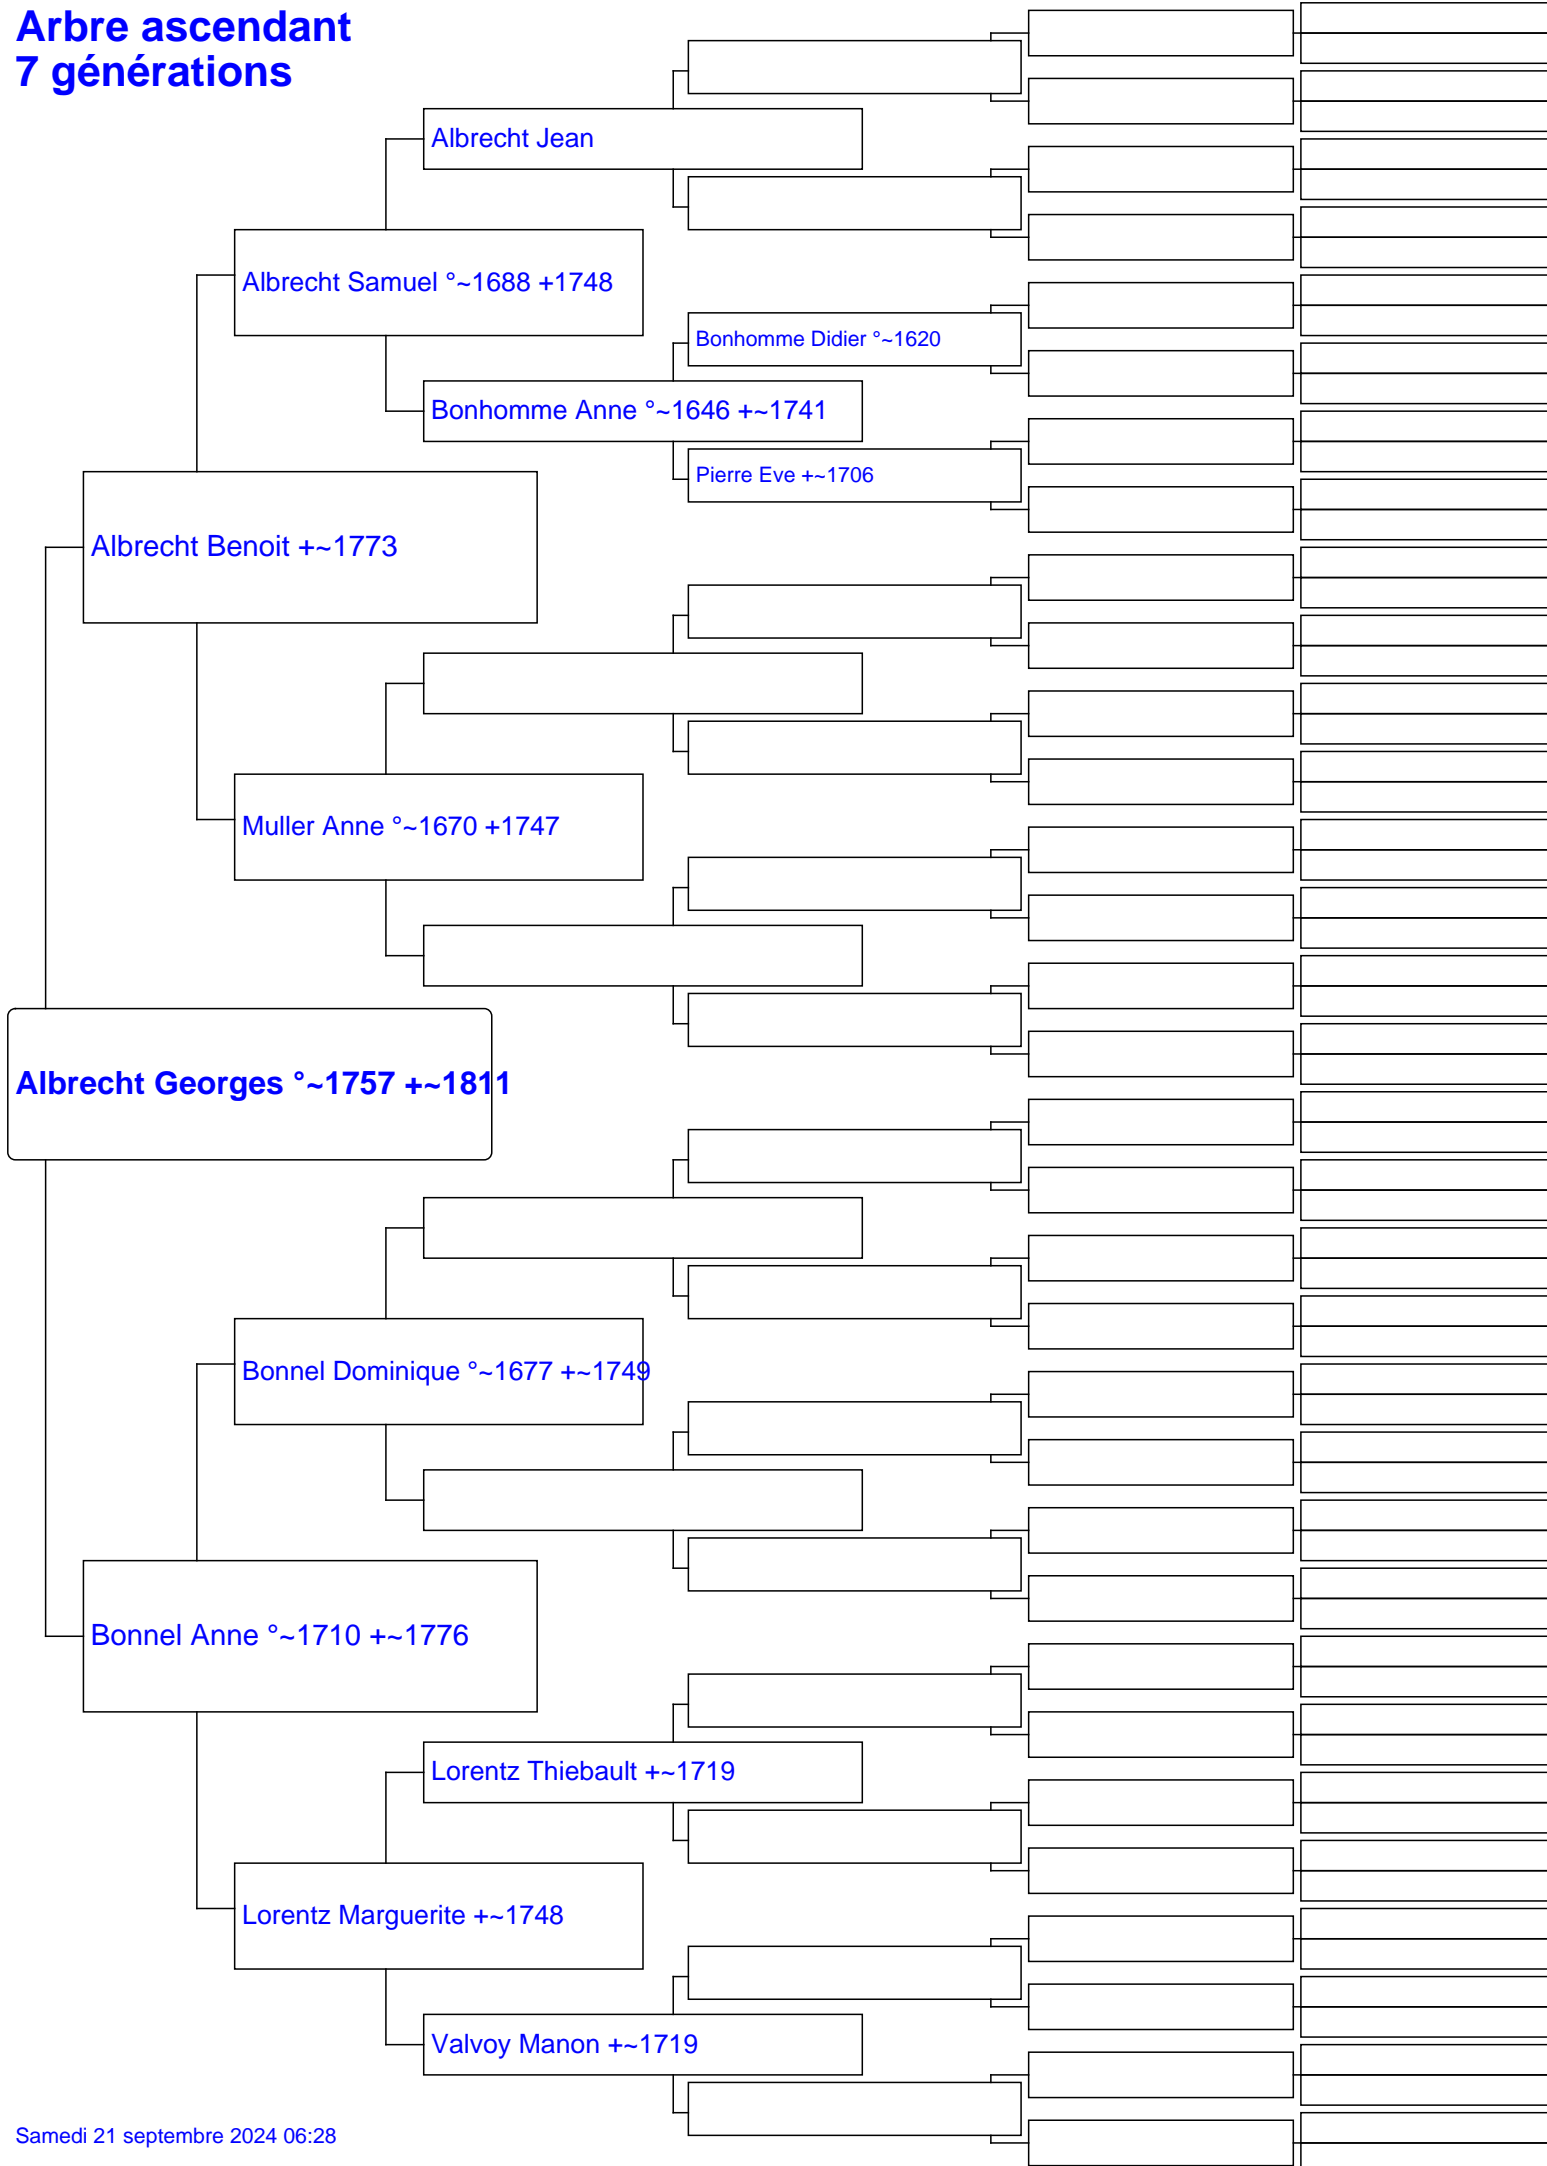 Arbre ascendant
7 générations
Albrecht Jean
Albrecht Samuel °~1688 +1748
Bonhomme Didier °~1620
Bonhomme Anne °~1646 +~1741
Pierre Eve +~1706
Albrecht Benoit +~1773
Muller Anne °~1670 +1747
Albrecht Georges °~1757 +~1811
Bonnel Dominique °~1677 +~1749
Bonnel Anne °~1710 +~1776
Lorentz Thiebault +~1719
Lorentz Marguerite +~1748
Valvoy Manon +~1719
Samedi 21 septembre 2024 06:28